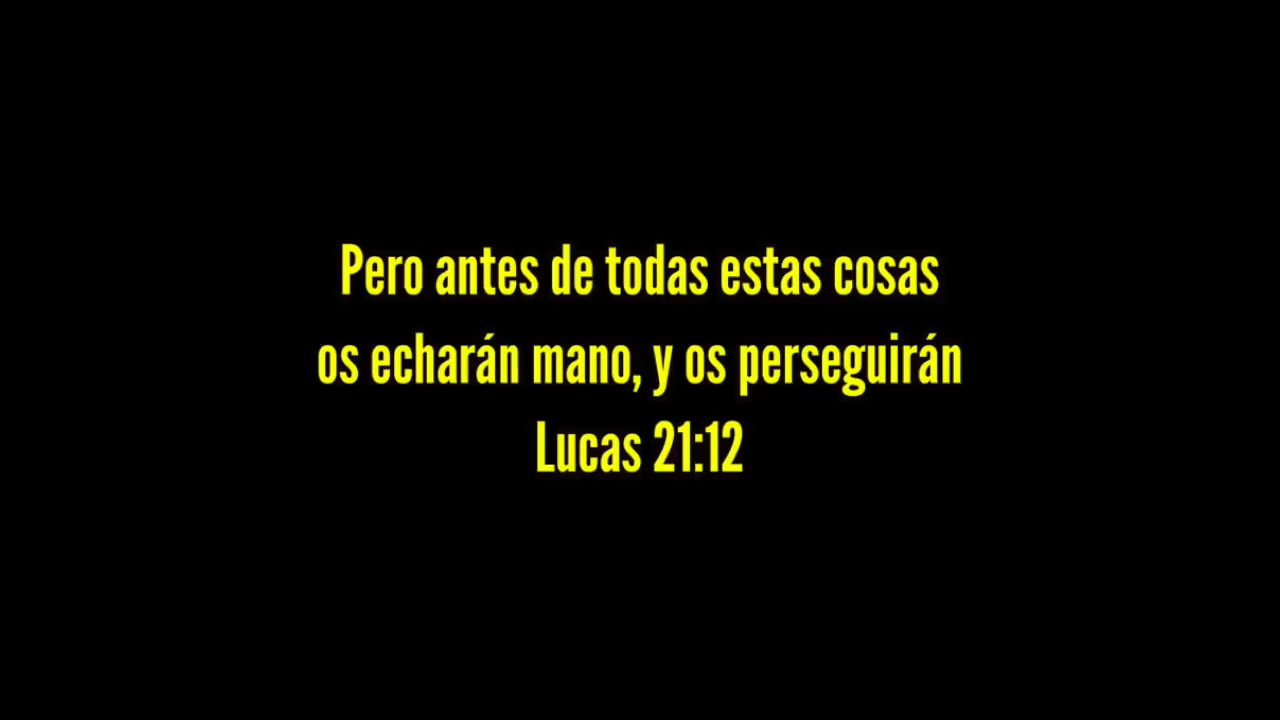 Pero antes de todas estas cosas
os echarán mano, y os perseguirán
Lucas 21:12